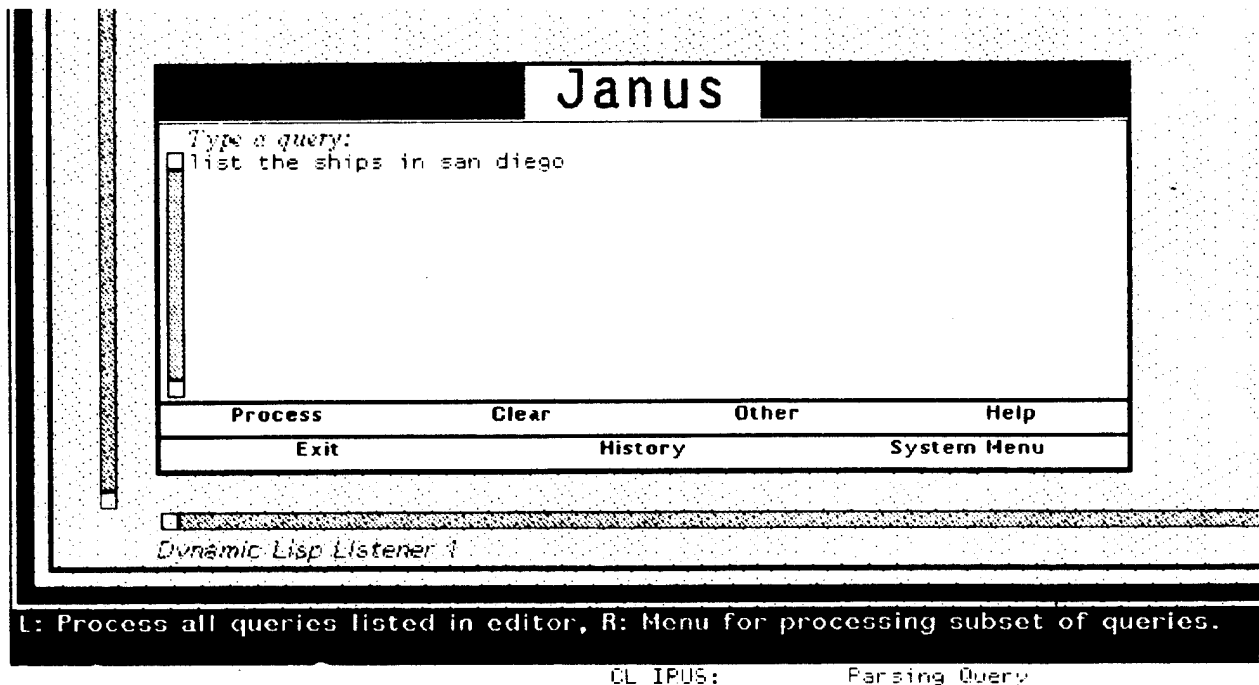 Janus
Type a query:
list the ships in san diego
Process Clear Other Help
Exit History System Menu
Dynamic Lisp Listener 1
L: Process all queries listed in editor, R: Menu for processing subset of queries.
CL IRUS: Parsing Query